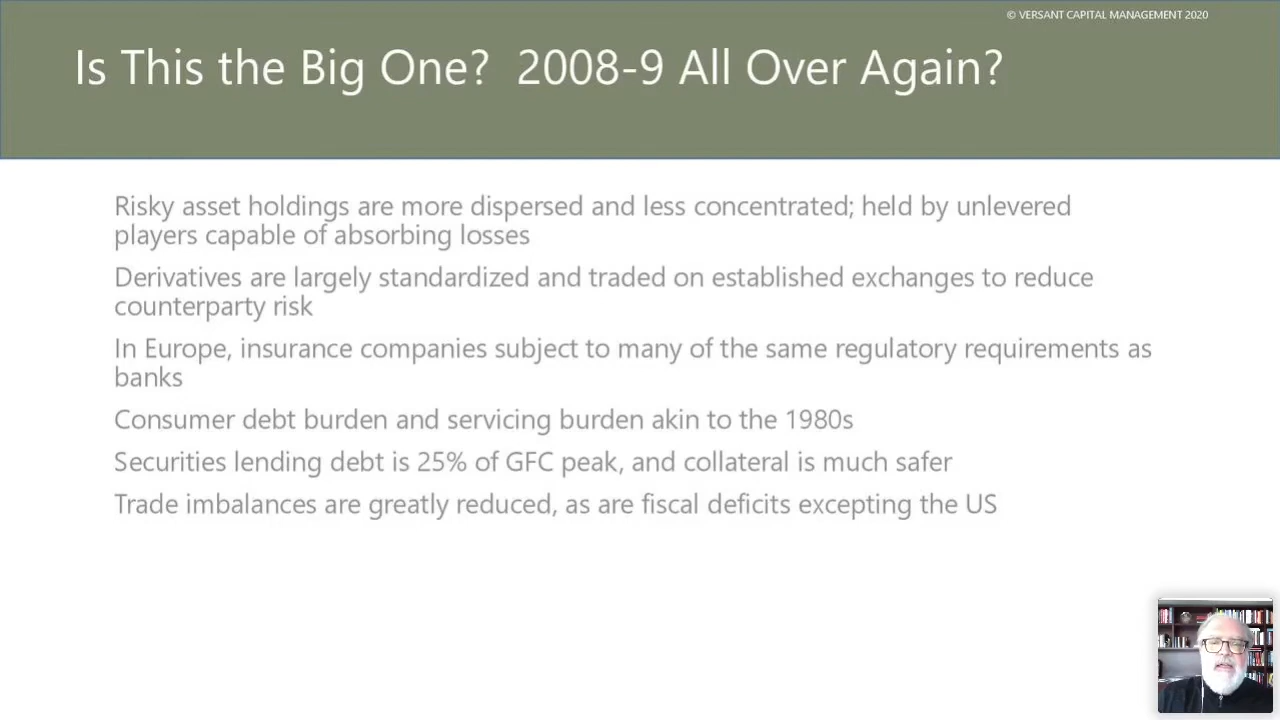 © VERSANT CAPITAL MANAGEMENT 2020
Is This the Big One?  2008-9 All Over Again?
Risky asset holdings are more dispersed and less concentrated; held by unlevered
players capable of absorbing losses
Derivatives are largely standardized and traded on established exchanges to reduce
counterparty risk
In Europe, insurance companies subject to many of the same regulatory requirements as
banks
Consumer debt burden and servicing burden akin to the 1980s
Securities lending debt is 25% of GFC peak, and collateral is much safer
Trade imbalances are greatly reduced, as are fiscal deficits excepting the US